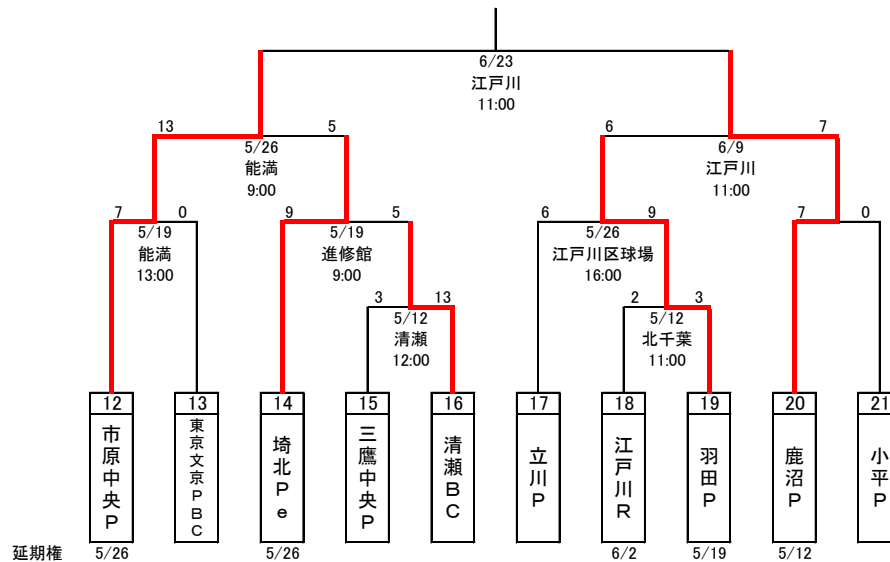 6/23
江戸川
11:00
13 5 6 7
5/26 6/9
能満 江戸川
9:00 11:00
7 0 9 5 6 9 7 0
5/19 5/19 5/26
能満 進修館 江戸川区球場
13:00 9:00 16:00
3 13 2 3
5/12 5/12
清瀬 北千葉
12:00 11:00
12 13 14 15 16 17 18 19 20 21
市原中央P
東京文京PBC
埼北Pe
三鷹中央P
清瀬BC
立川P
江戸川R
羽田P
鹿沼P
小平P
延期権 5/26 5/26 6/2 5/19 5/12